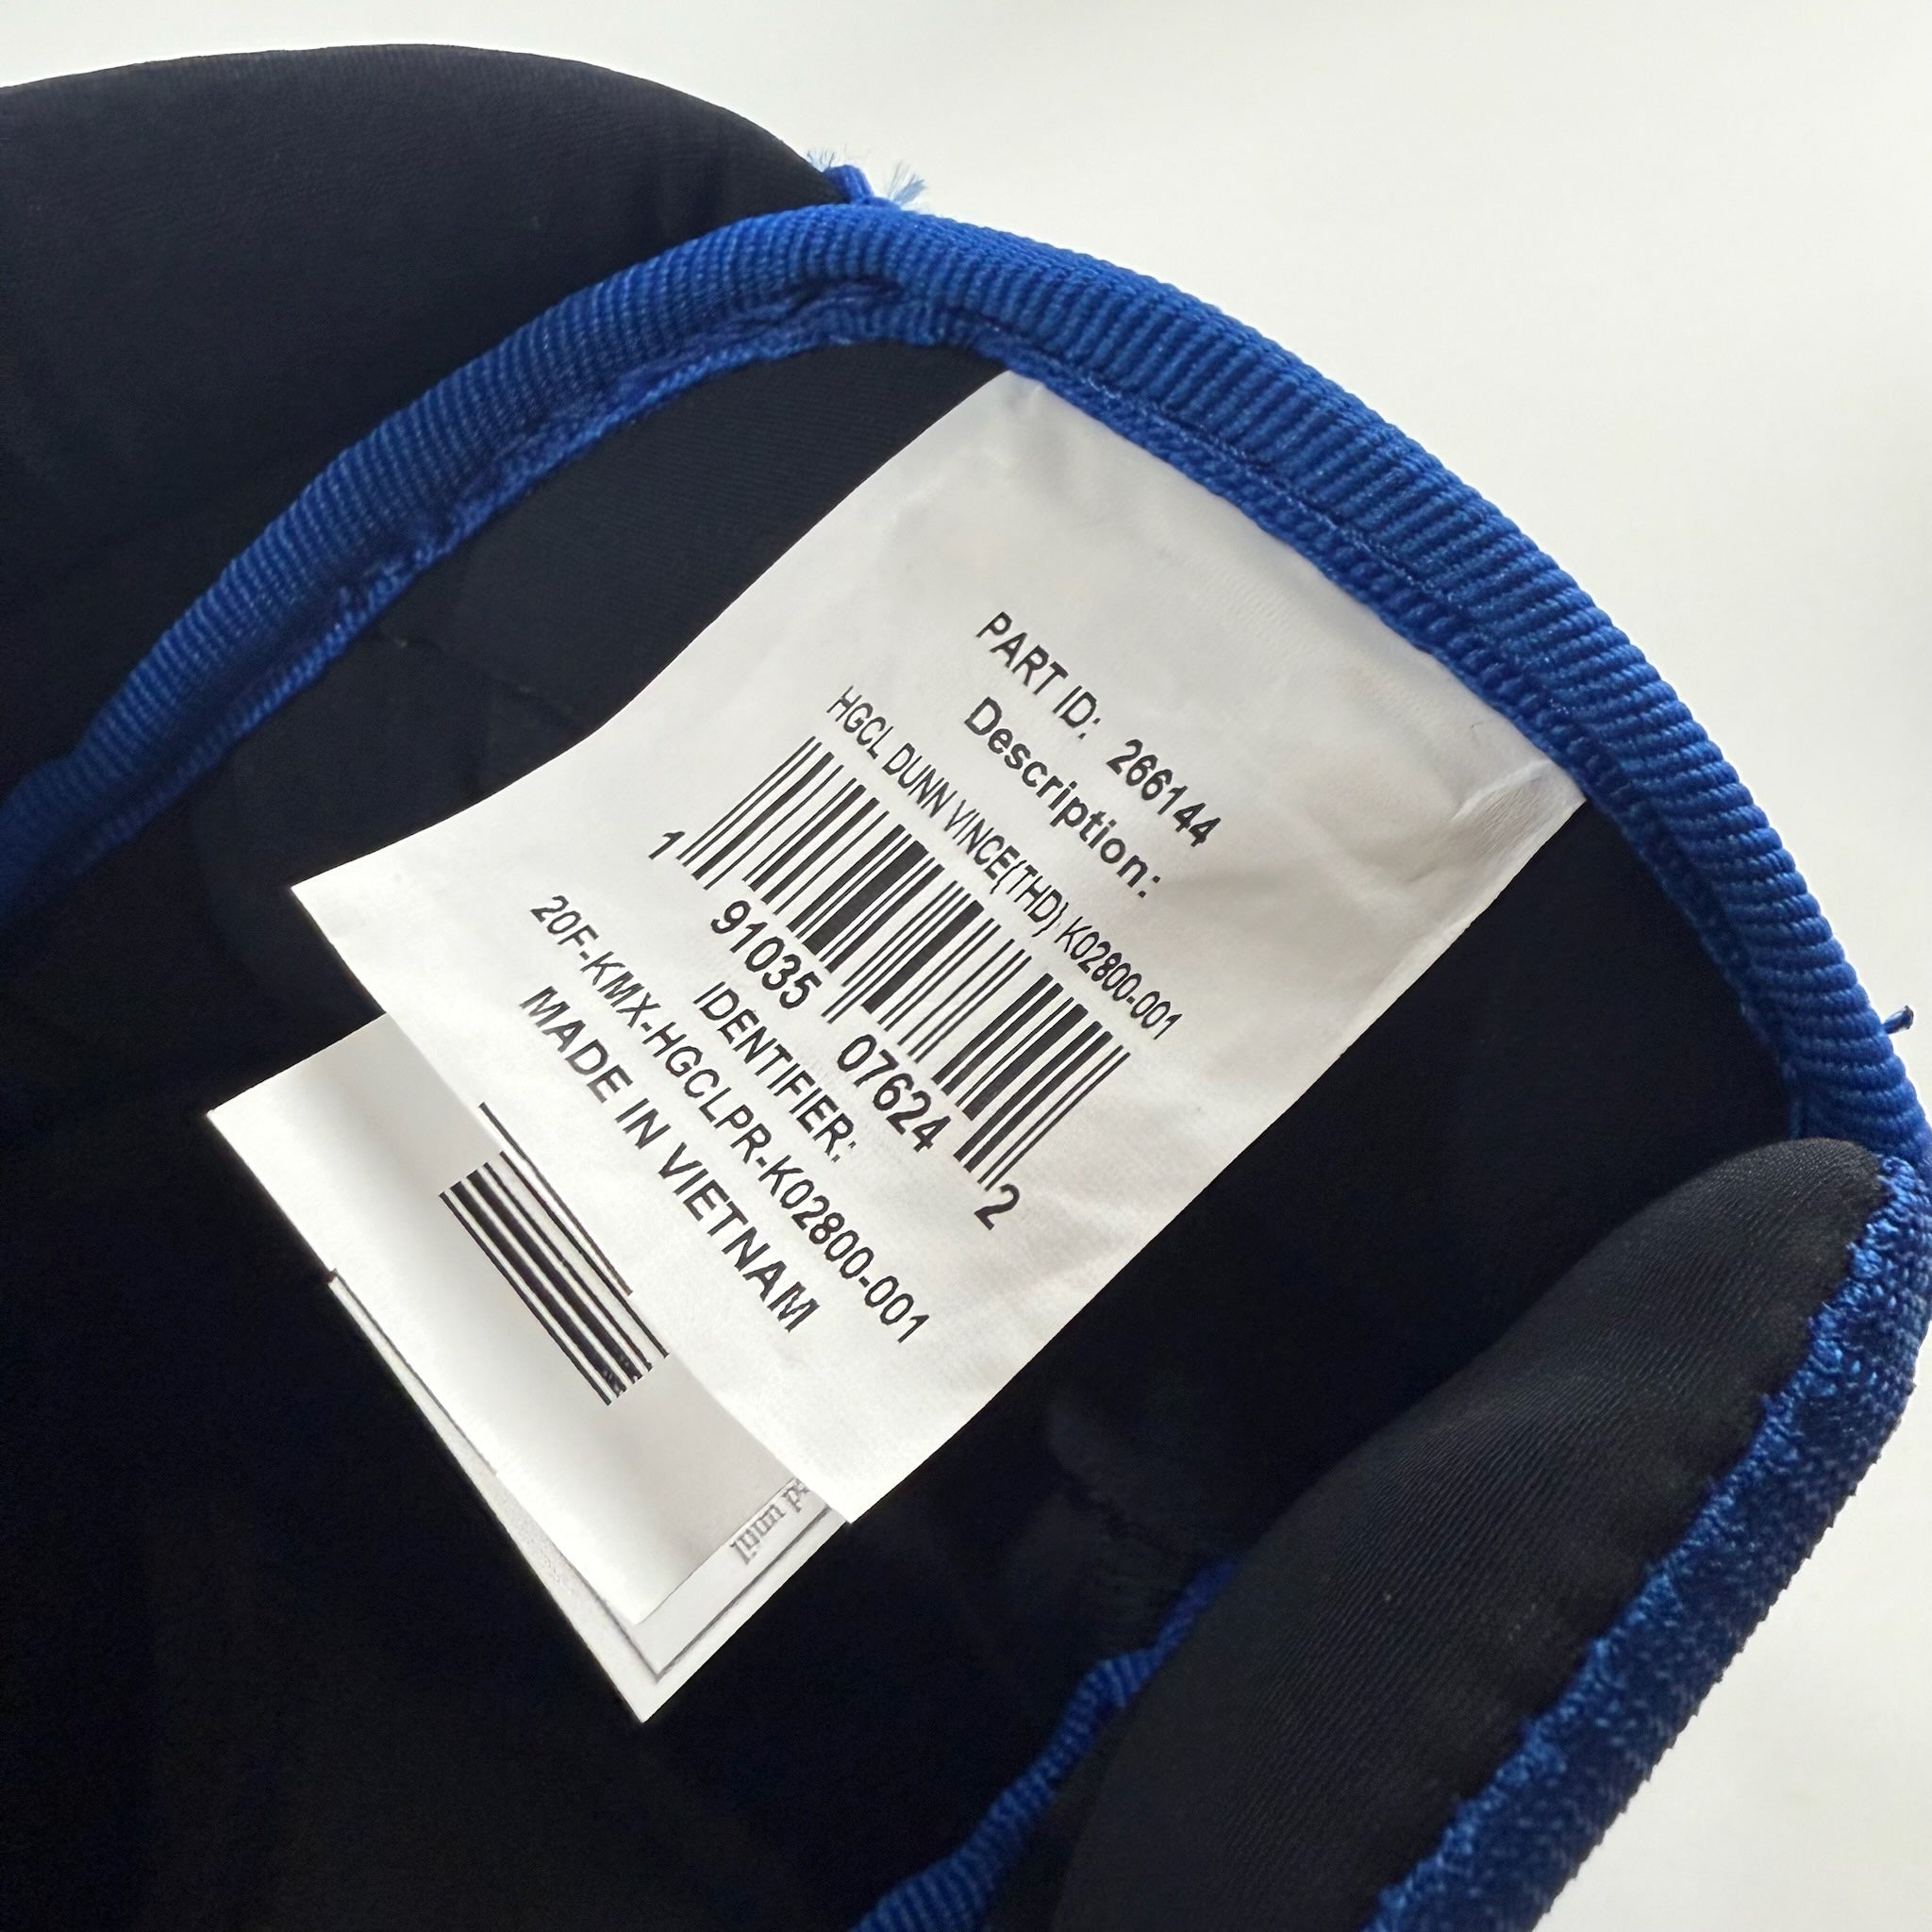 PART ID: 266144
Description:
HGCL DUNN VINCE(THD) K02800-001
1 91035 07624 2
IDENTIFIER:
20F-KMX-HGCLPR-K02800-001
MADE IN VIETNAM